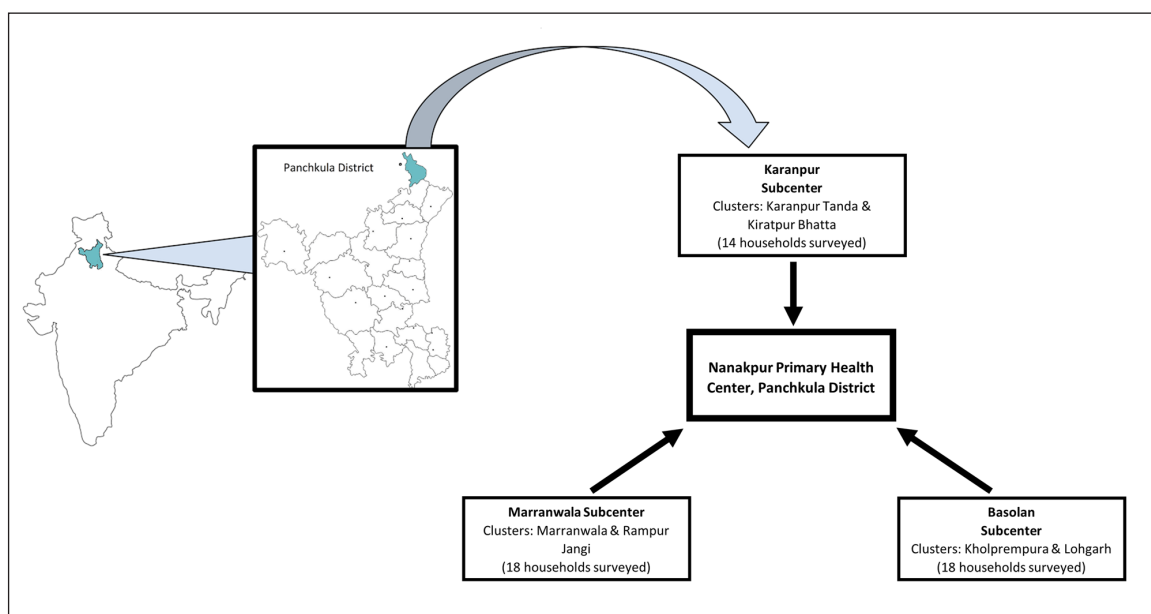 Panchkula District
Karanpur
Subcenter
Clusters: Karanpur Tanda &
Kiratpur Bhatta
(14 households surveyed)
Nanakpur Primary Health
Center, Panchkula District
Marranwala Subcenter
Clusters: Marranwala & Rampur
Jangi
(18 households surveyed)
Basolan
Subcenter
Clusters: Kholprempura & Lohgarh
(18 households surveyed)